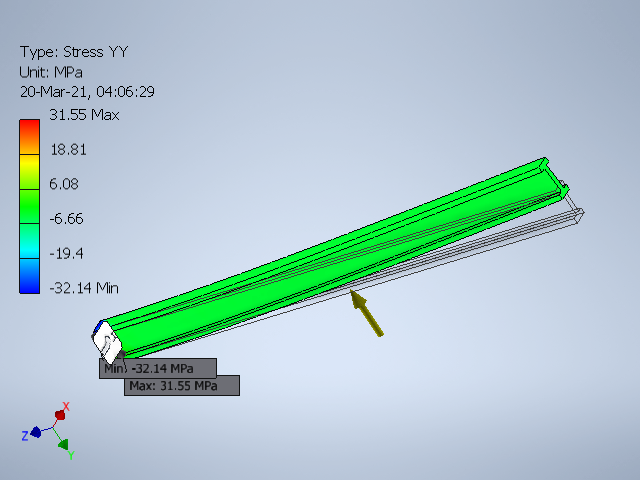 Type: Stress YY
Unit: MPa
20-Mar-21, 04:06:29
31.55 Max
18.81
6.08
-6.66
-19.4
-32.14 Min
Min: -32.14 MPa
Max: 31.55 MPa
X
Z
Y